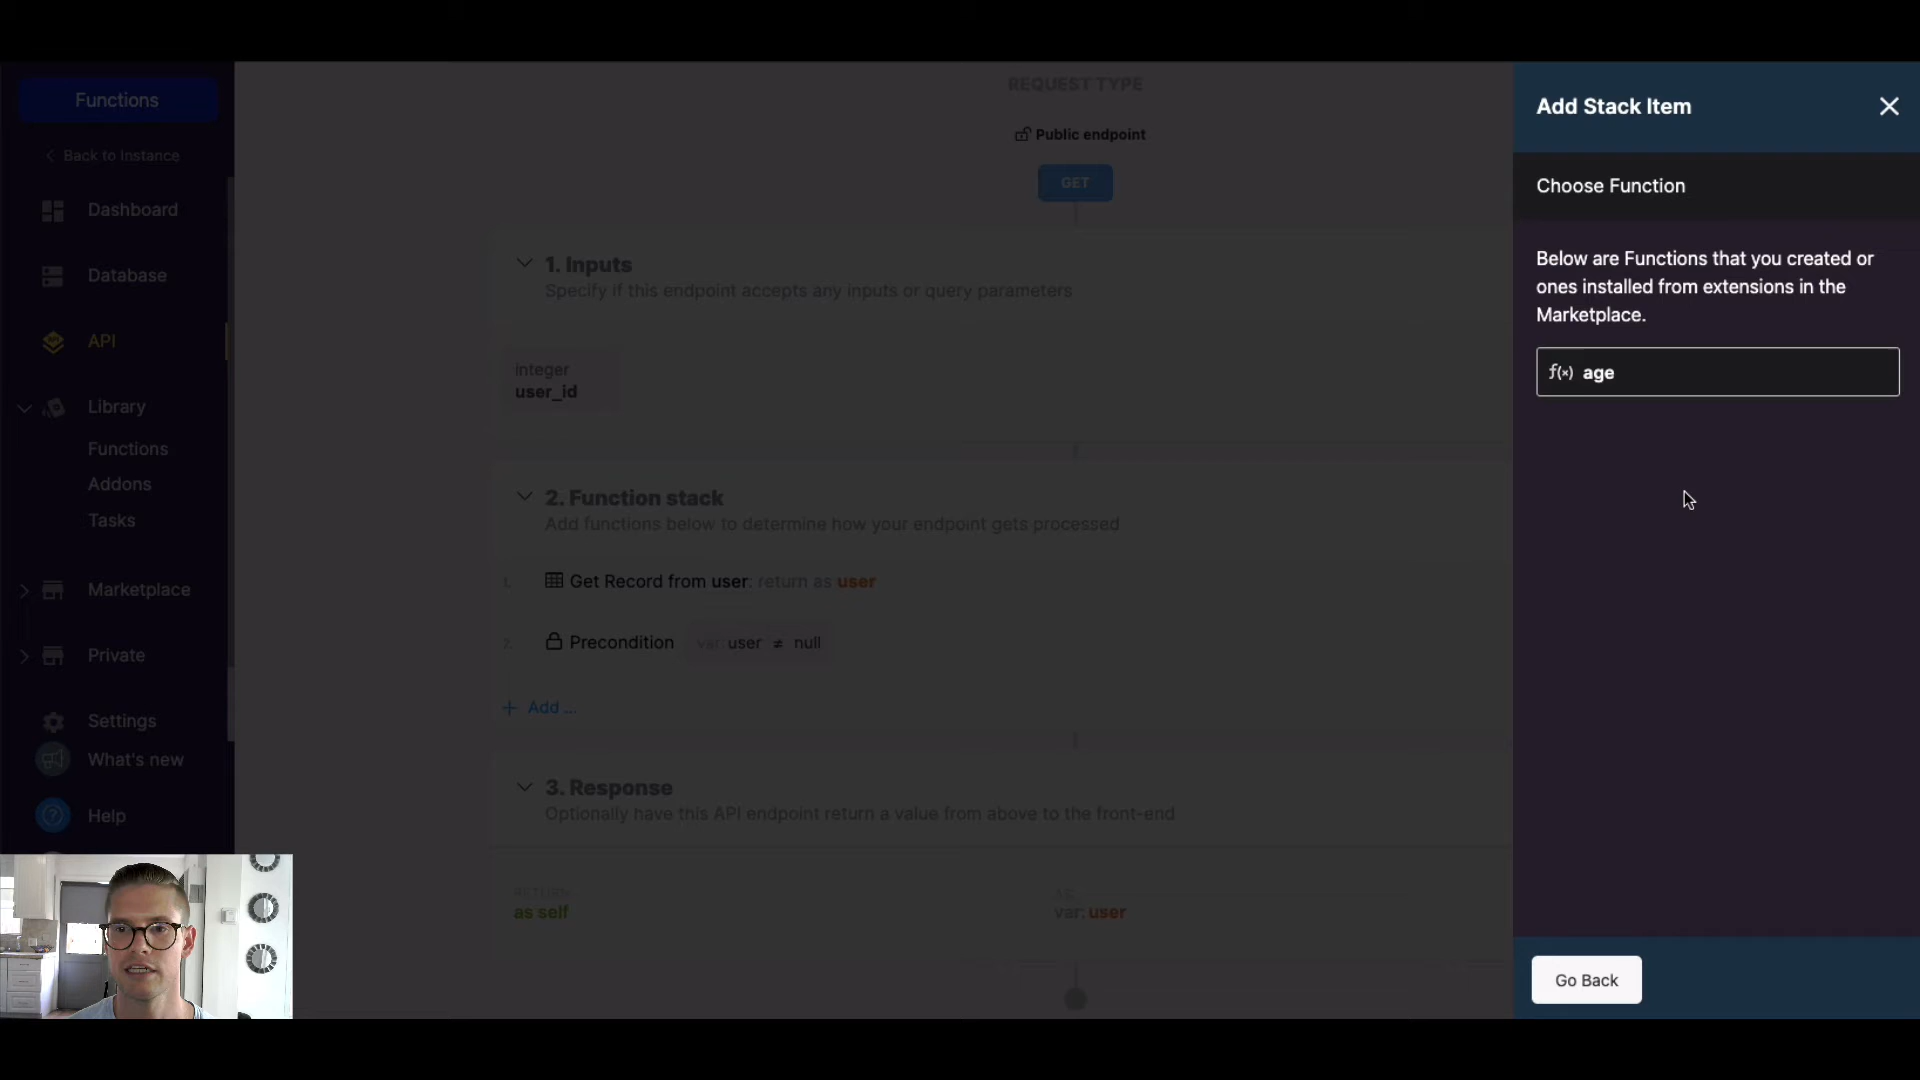 Functions
Back to Instance
Dashboard
Database
API
Library
Functions
Addons
Tasks
Marketplace
Private
Settings
What's new
Help
REQUEST TYPE
Public endpoint
GET
1. Inputs
Specify if this endpoint accepts any inputs or query parameters
integer
user_id
2. Function stack
Add functions below to determine how your endpoint gets processed
1. Get Record from user: return as user
2. Precondition var: user ≠ null
+ Add ...
3. Response
Optionally have this API endpoint return a value from above to the front-end
RETURN
as self
AS
var: user
Add Stack Item
Choose Function
Below are Functions that you created or
ones installed from extensions in the
Marketplace.
f(x) age
Go Back